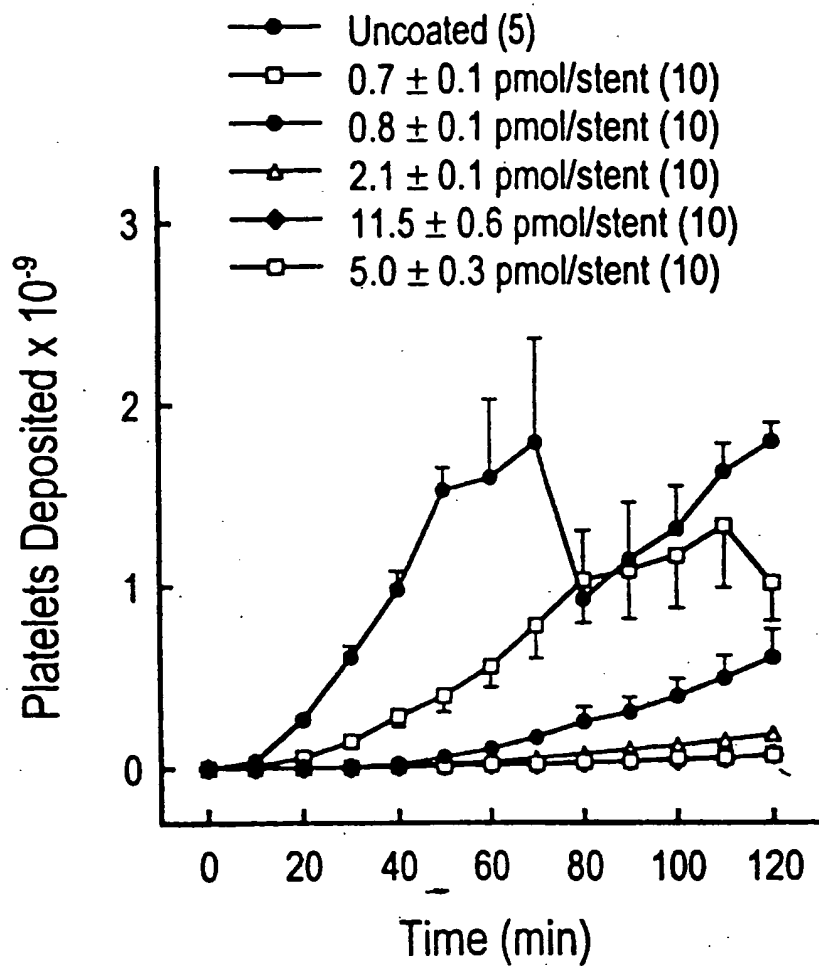 Uncoated (5)
0.7 ± 0.1 pmol/stent (10)
0.8 ± 0.1 pmol/stent (10)
2.1 ± 0.1 pmol/stent (10)
11.5 ± 0.6 pmol/stent (10)
5.0 ± 0.3 pmol/stent (10)
Platelets Deposited x 10⁻⁹
3
2
1
0
0 20 40 60 80 100 120
Time (min)